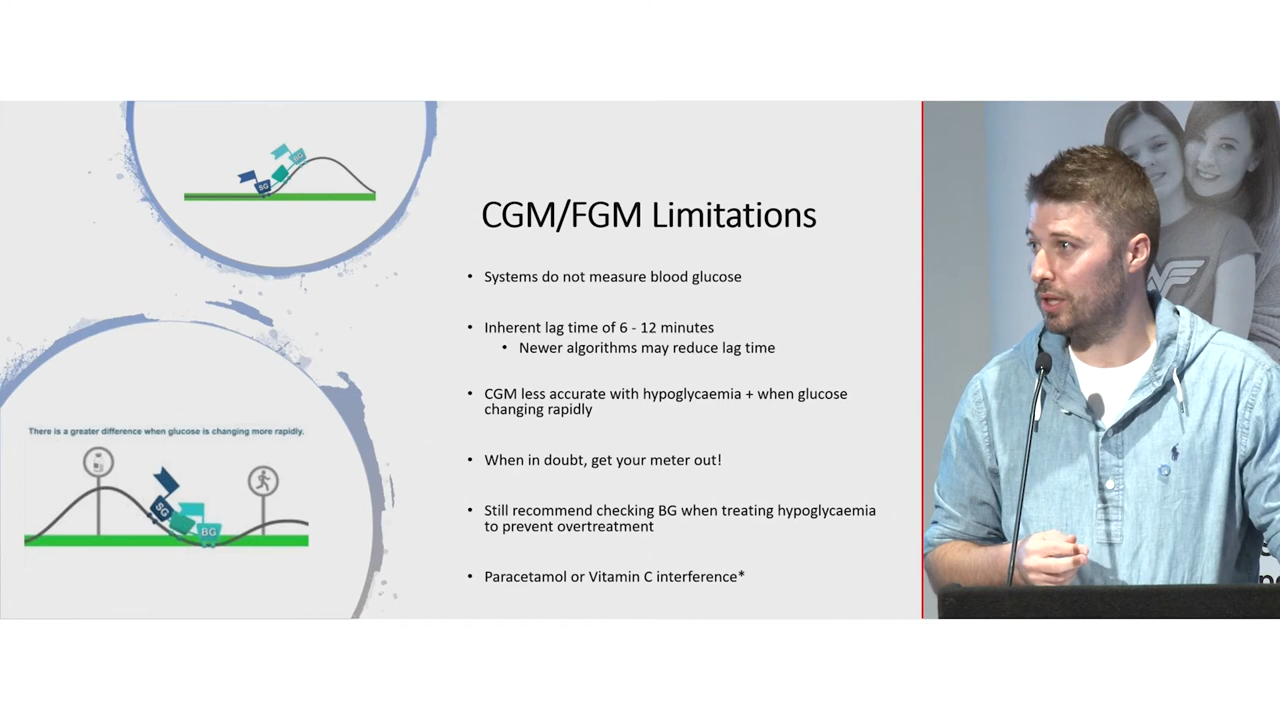 SG
BG
CGM/FGM Limitations
• Systems do not measure blood glucose
• Inherent lag time of 6 - 12 minutes
• Newer algorithms may reduce lag time
• CGM less accurate with hypoglycaemia + when glucose
changing rapidly
• When in doubt, get your meter out!
• Still recommend checking BG when treating hypoglycaemia
to prevent overtreatment
• Paracetamol or Vitamin C interference*
There is a greater difference when glucose is changing more rapidly.
SG
BG